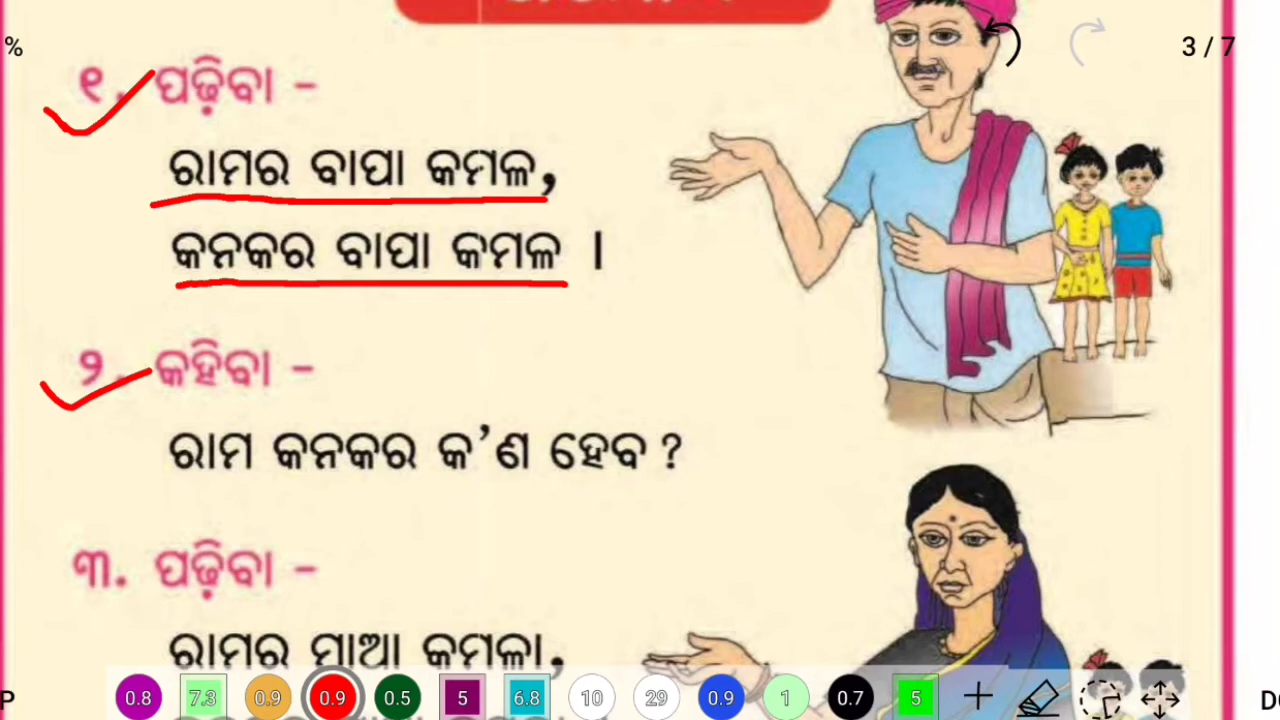 %
3 / 7
୧. ପଢ଼ିବା -
ରାମର ବାପା କମଳ,
କନକର ବାପା କମଳ ।
୨. କହିବା -
ରାମ କନକର କ'ଣ ହେବ ?
୩. ପଢ଼ିବା -
ରାମର ମାଆ କମଳା,
P 0.8 7.3 0.9 0.9 0.5 5 6.8 10 29 0.9 1 0.7 5